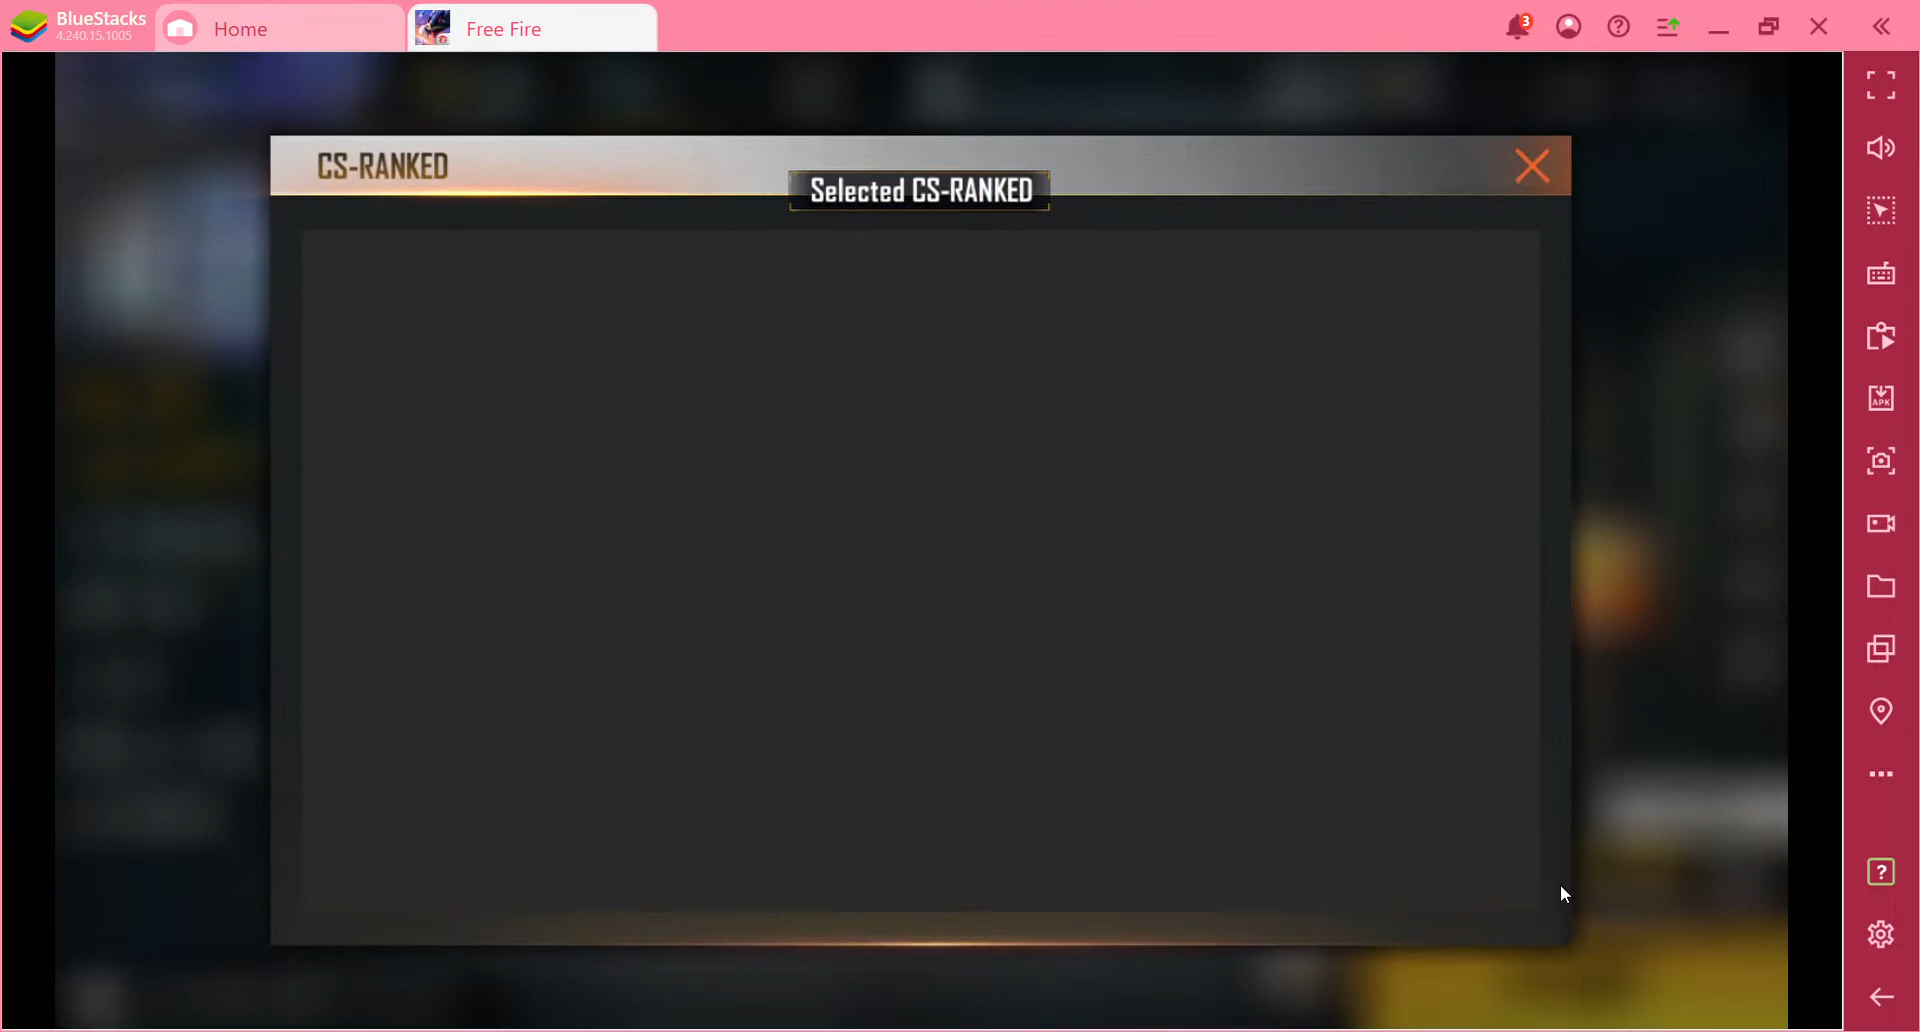 BlueStacks
4.240.15.1005
Home
Free Fire
3
CS-RANKED
Selected CS-RANKED
APK